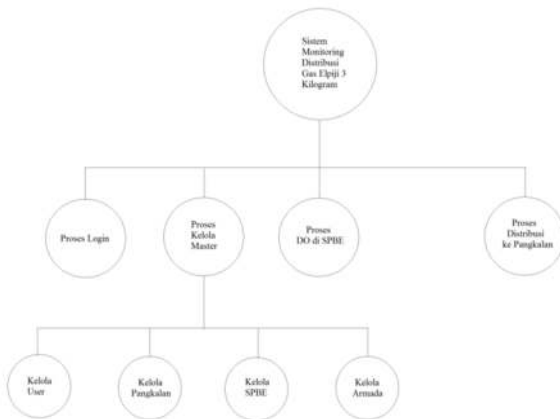 Sistem
Monitoring
Distribusi
Gas Elpiji 3
Kilogram
Proses Login
Proses
Kelola
Master
Proses
DO di SPBE
Proses
Distribusi
ke Pangkalan
Kelola
User
Kelola
Pangkalan
Kelola
SPBE
Kelola
Armada